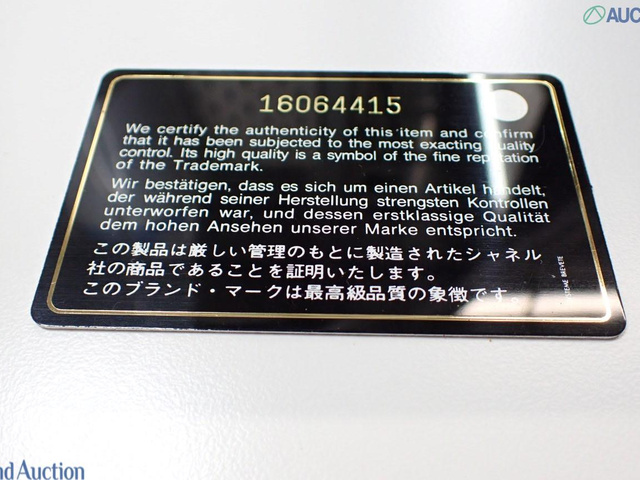 AUC
16064415
We certify the authenticity of this item and confirm
that it has been subjected to the most exacting quality
control. Its high quality is a symbol of the fine reputation
of the Trademark.
Wir bestätigen, dass es sich um einen Artikel handelt,
der während seiner Herstellung strengsten Kontrollen
unterworfen war, und dessen erstklassige Qualität
dem hohen Ansehen unserer Marke entspricht.
この製品は厳しい管理のもとに製造されたシャネル
社の商品であることを証明いたします。
このブランド・マークは最高級品質の象徴です。
BREVETE
nd Auction